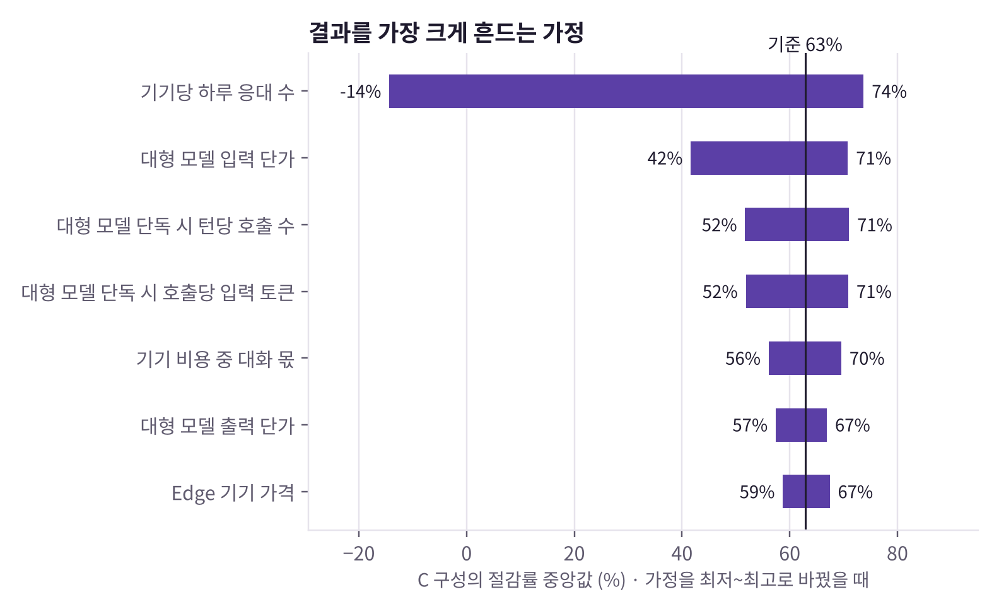 결과를 가장 크게 흔드는 가정
기준 63%
기기당 하루 응대 수
-14%
74%
대형 모델 입력 단가
42%
71%
대형 모델 단독 시 턴당 호출 수
52%
71%
대형 모델 단독 시 호출당 입력 토큰
52%
71%
기기 비용 중 대화 몫
56%
70%
대형 모델 출력 단가
57%
67%
Edge 기기 가격
59%
67%
−20 0 20 40 60 80
C 구성의 절감률 중앙값 (%) · 가정을 최저~최고로 바꿨을 때